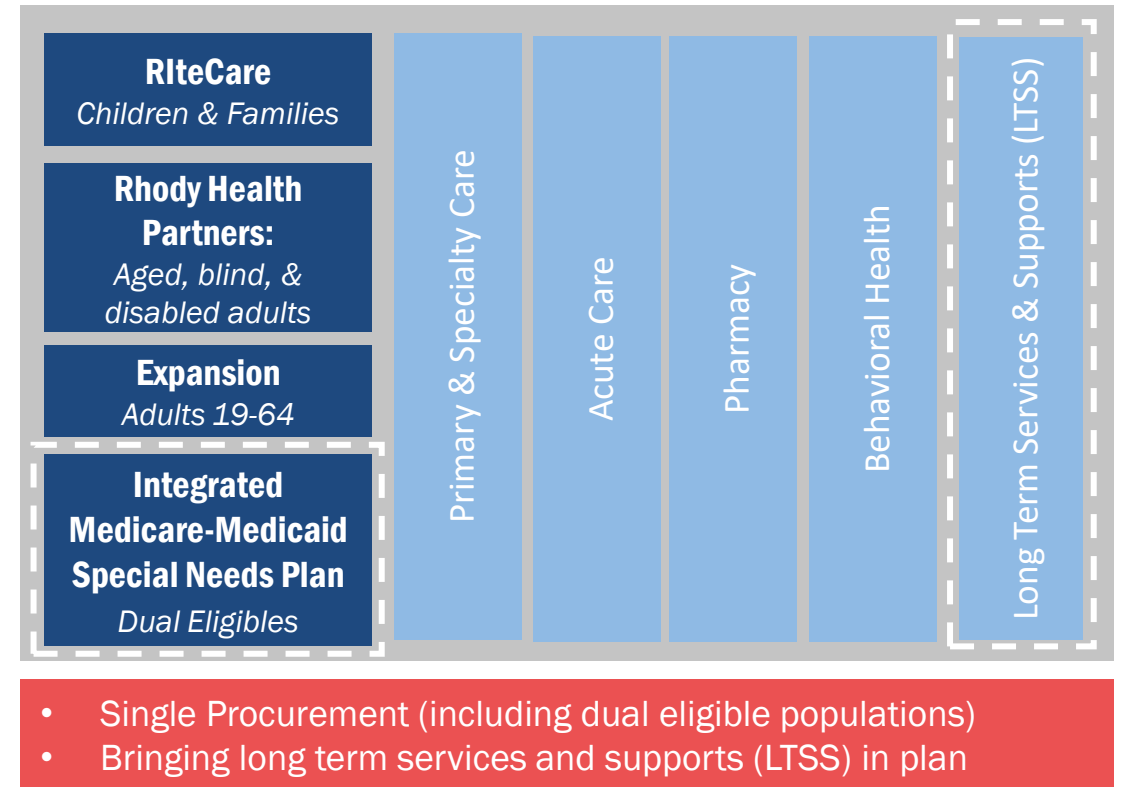 RIteCare
Children & Families
Rhody Health
Partners:
Aged, blind, &
disabled adults
Expansion
Adults 19-64
Integrated
Medicare-Medicaid
Special Needs Plan
Dual Eligibles
Primary & Specialty Care
Acute Care
Pharmacy
Behavioral Health
Long Term Services & Supports (LTSS)
• Single Procurement (including dual eligible populations)
• Bringing long term services and supports (LTSS) in plan